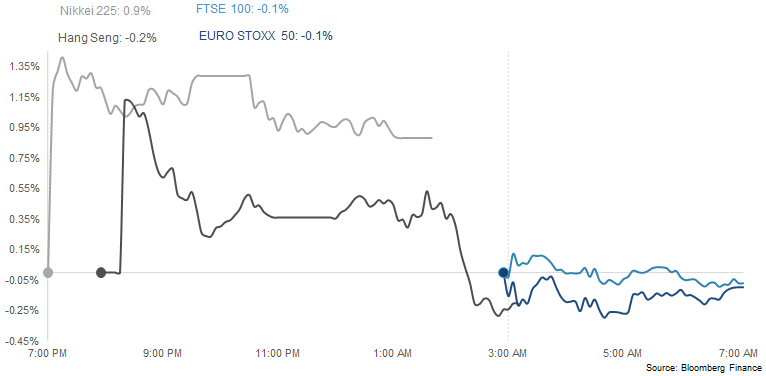 Nikkei 225: 0.9%
FTSE 100: -0.1%
Hang Seng: -0.2%
EURO STOXX 50: -0.1%
1.35%
1.15%
0.95%
0.75%
0.55%
0.35%
0.15%
-0.05%
-0.25%
-0.45%
7:00 PM
9:00 PM
11:00 PM
1:00 AM
3:00 AM
5:00 AM
7:00 AM
Source: Bloomberg Finance